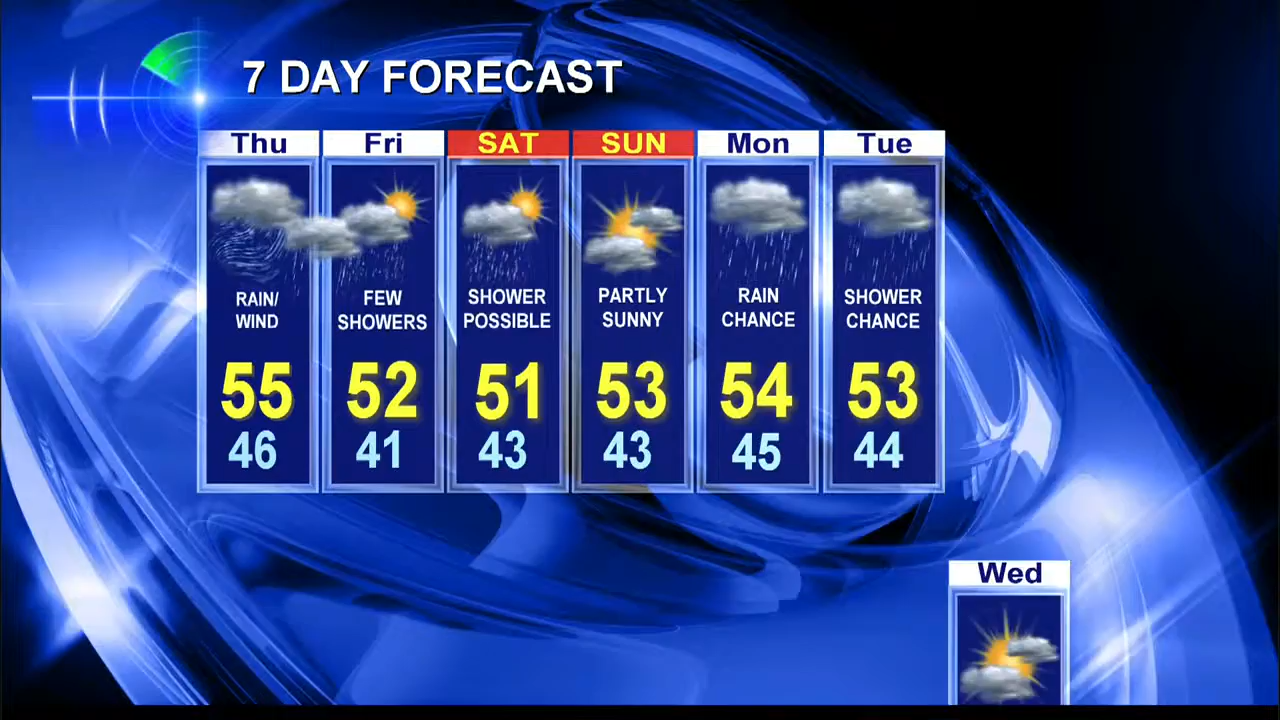 7 DAY FORECAST
Thu
RAIN/
WIND
55
46
Fri
FEW
SHOWERS
52
41
SAT
SHOWER
POSSIBLE
51
43
SUN
PARTLY
SUNNY
53
43
Mon
RAIN
CHANCE
54
45
Tue
SHOWER
CHANCE
53
44
Wed